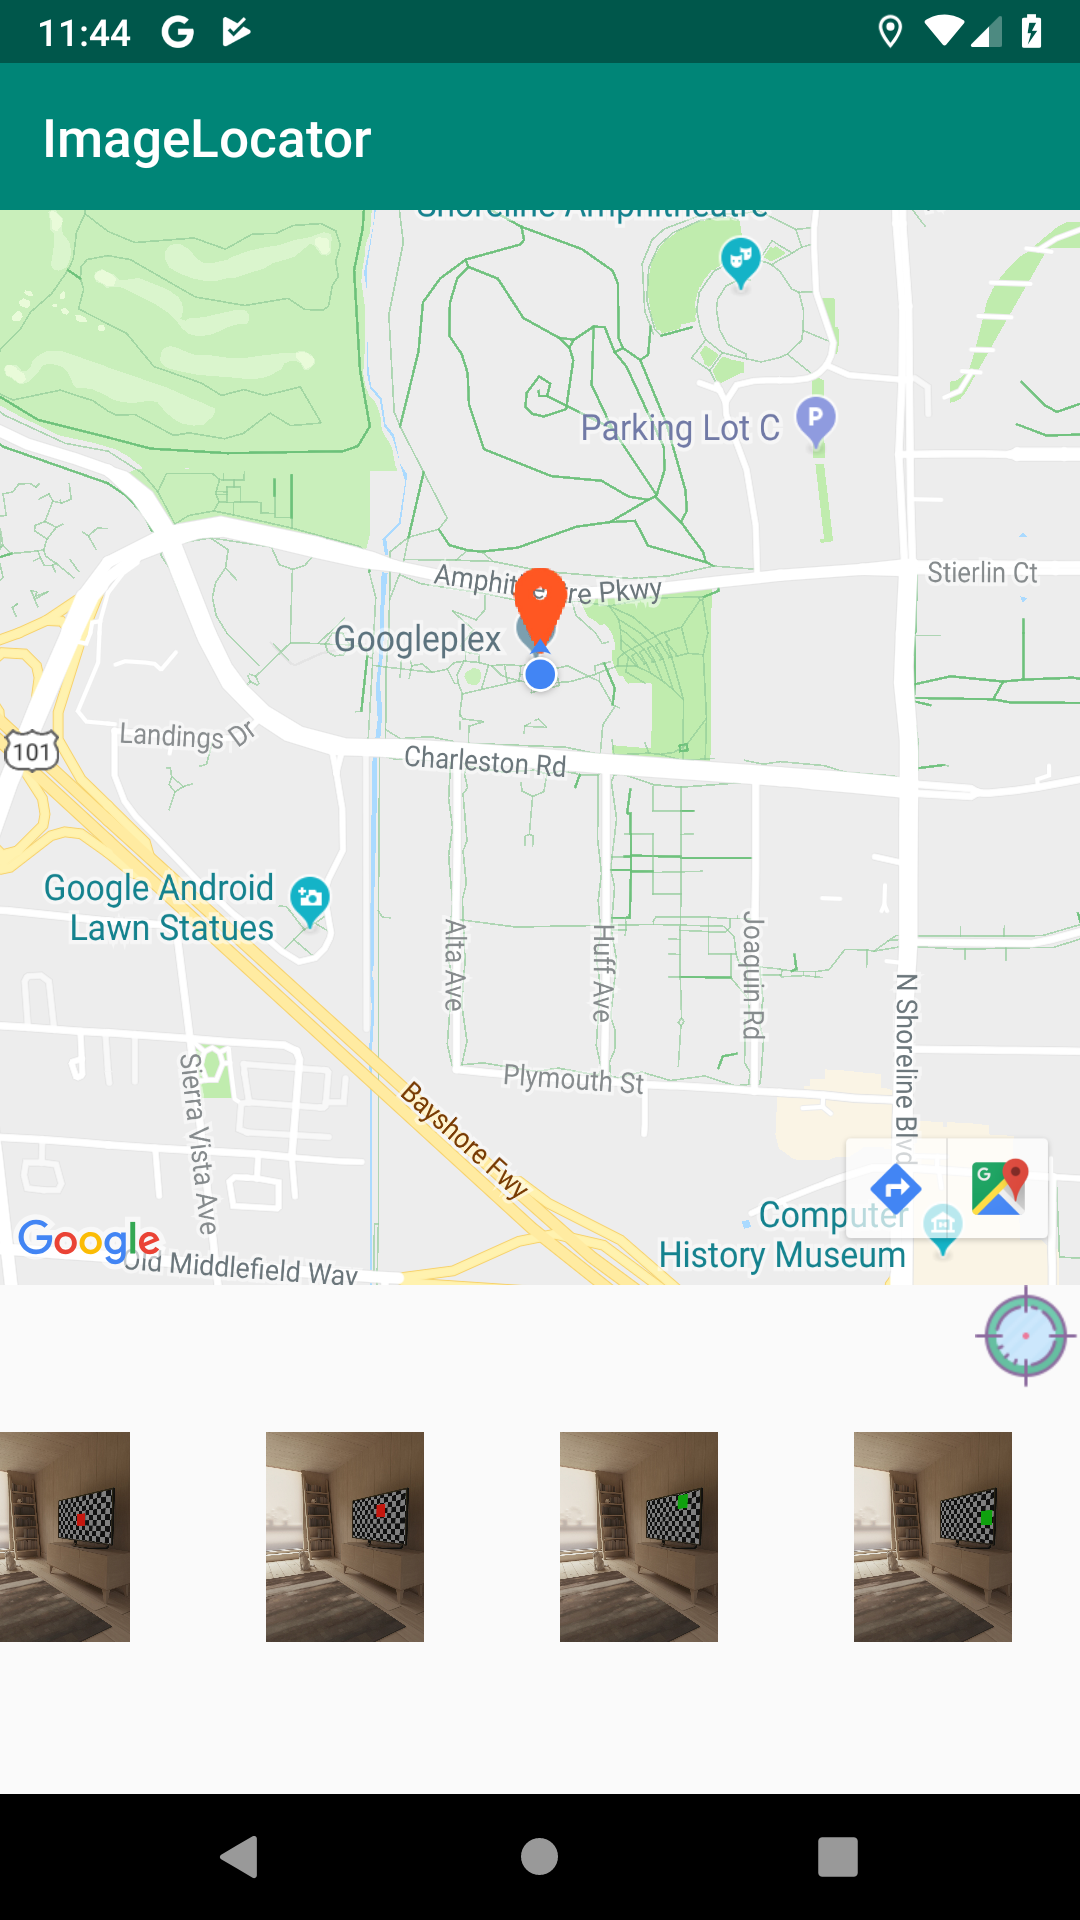 11:44
ImageLocator
Shoreline Amphitheatre
Parking Lot C
P
Stierlin Ct
Amphit
re Pkwy
Googleplex
101
Landings Dr
Charleston Rd
Google Android
Lawn Statues
Alta Ave
Huff Ave
Joaquin Rd
N Shoreline Blvd
Plymouth St
Sierra Vista Ave
Bayshore Fwy
Computer
History Museum
Google
Old Middlefield Way